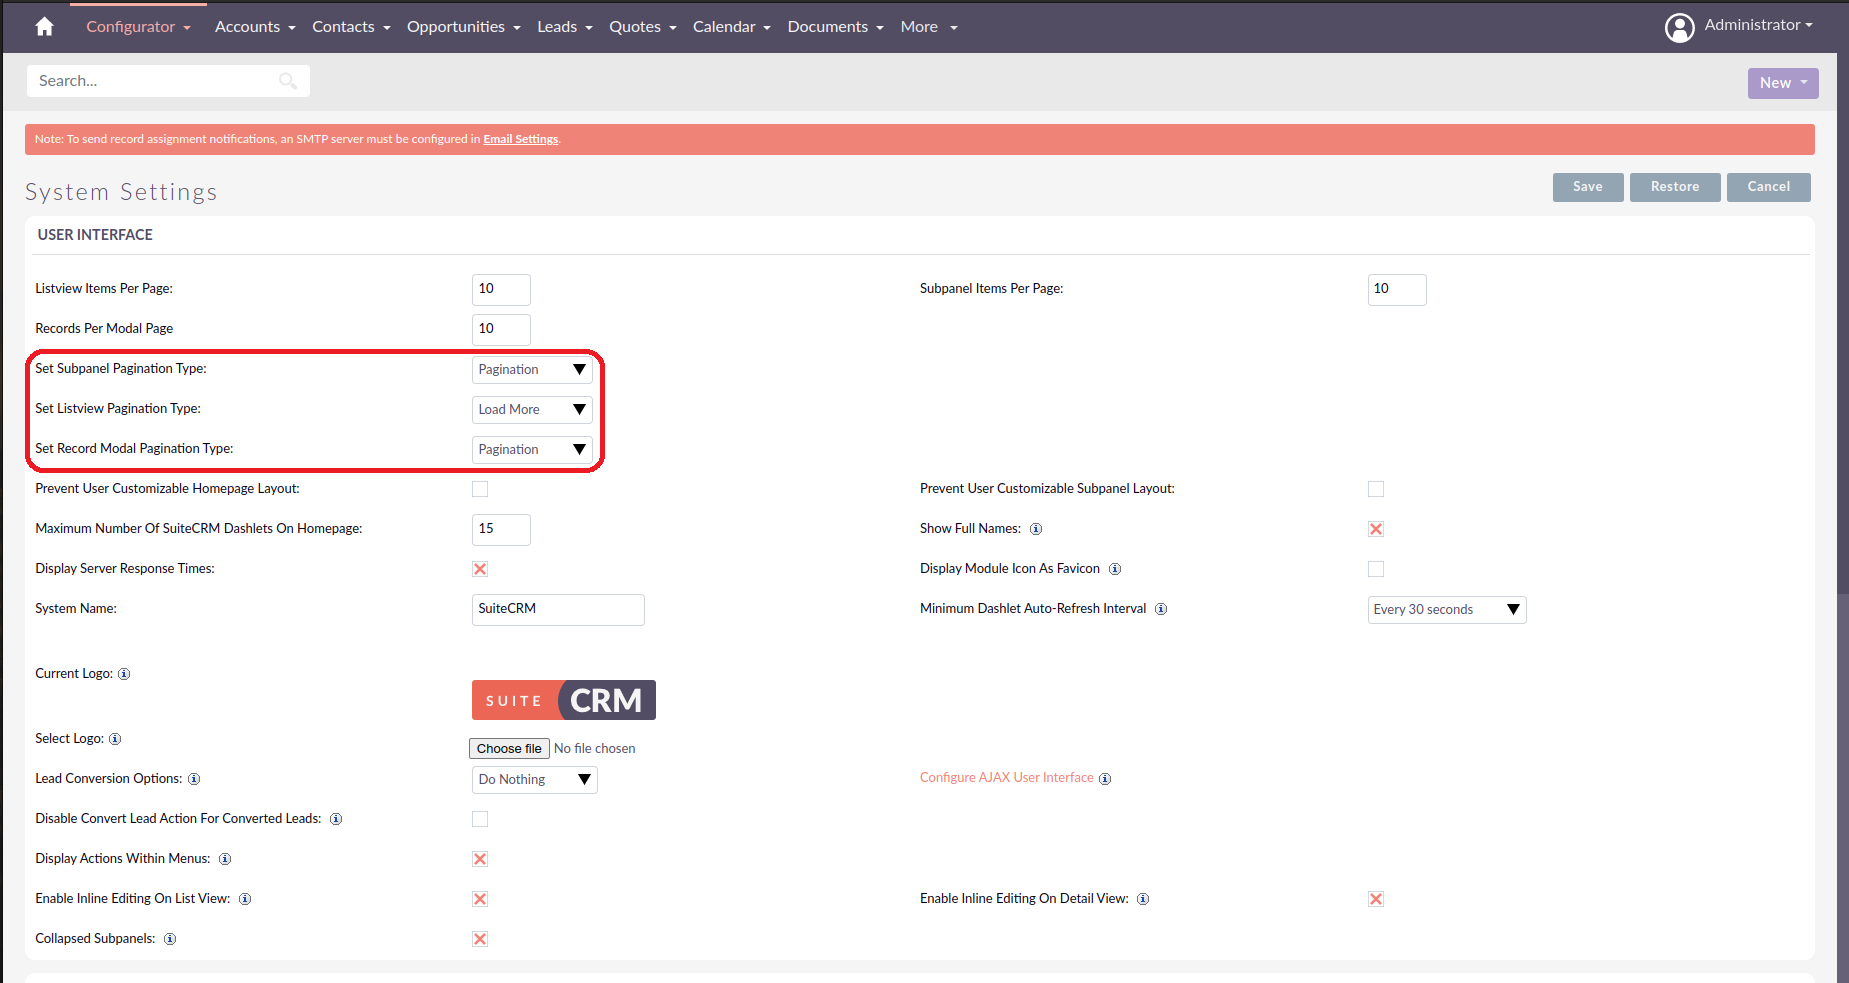 Configurator Accounts Contacts Opportunities Leads Quotes Calendar Documents More Administrator
Search... New
Note: To send record assignment notifications, an SMTP server must be configured in Email Settings.
System Settings Save Restore Cancel
USER INTERFACE
Listview Items Per Page: 10 Subpanel Items Per Page: 10
Records Per Modal Page 10
Set Subpanel Pagination Type: Pagination
Set Listview Pagination Type: Load More
Set Record Modal Pagination Type: Pagination
Prevent User Customizable Homepage Layout: Prevent User Customizable Subpanel Layout:
Maximum Number Of SuiteCRM Dashlets On Homepage: 15 Show Full Names:
Display Server Response Times: Display Module Icon As Favicon
System Name: SuiteCRM Minimum Dashlet Auto-Refresh Interval Every 30 seconds
Current Logo:
SUITE CRM
Select Logo: Choose file No file chosen
Lead Conversion Options: Do Nothing Configure AJAX User Interface
Disable Convert Lead Action For Converted Leads:
Display Actions Within Menus:
Enable Inline Editing On List View: Enable Inline Editing On Detail View:
Collapsed Subpanels: